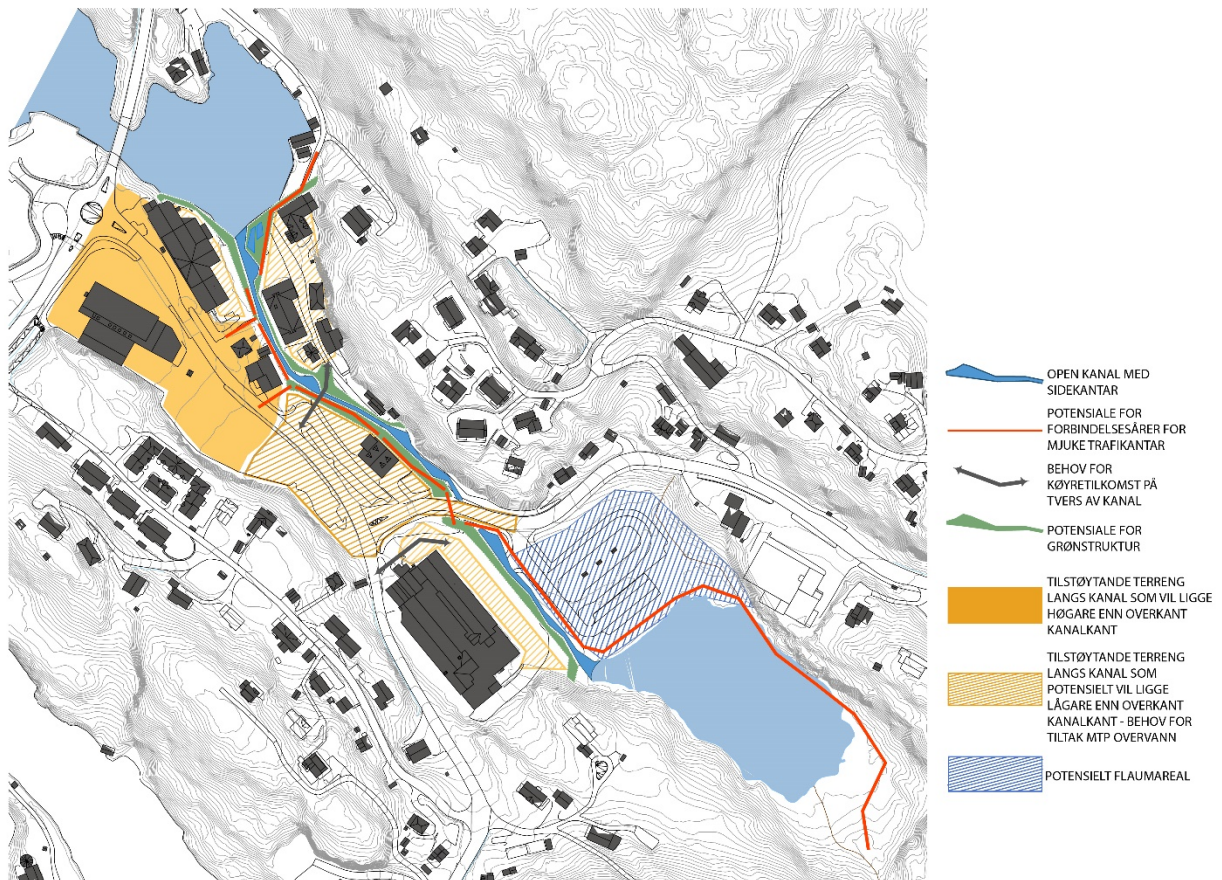 OPEN KANAL MED
SIDEKANTAR
POTENSIALE FOR
FORBINDELSESÅRER FOR
MJUKE TRAFIKANTAR
BEHOV FOR
KØYRETILKOMST PÅ
TVERS AV KANAL
POTENSIALE FOR
GRØNSTRUKTUR
TILSTØYTANDE TERRENG
LANGS KANAL SOM VIL LIGGE
HØGARE ENN OVERKANT
KANALKANT
TILSTØYTANDE TERRENG
LANGS KANAL SOM
POTENSIELT VIL LIGGE
LÅGARE ENN OVERKANT
KANALKANT - BEHOV FOR
TILTAK MTP OVERVANN
POTENSIELT FLAUMAREAL